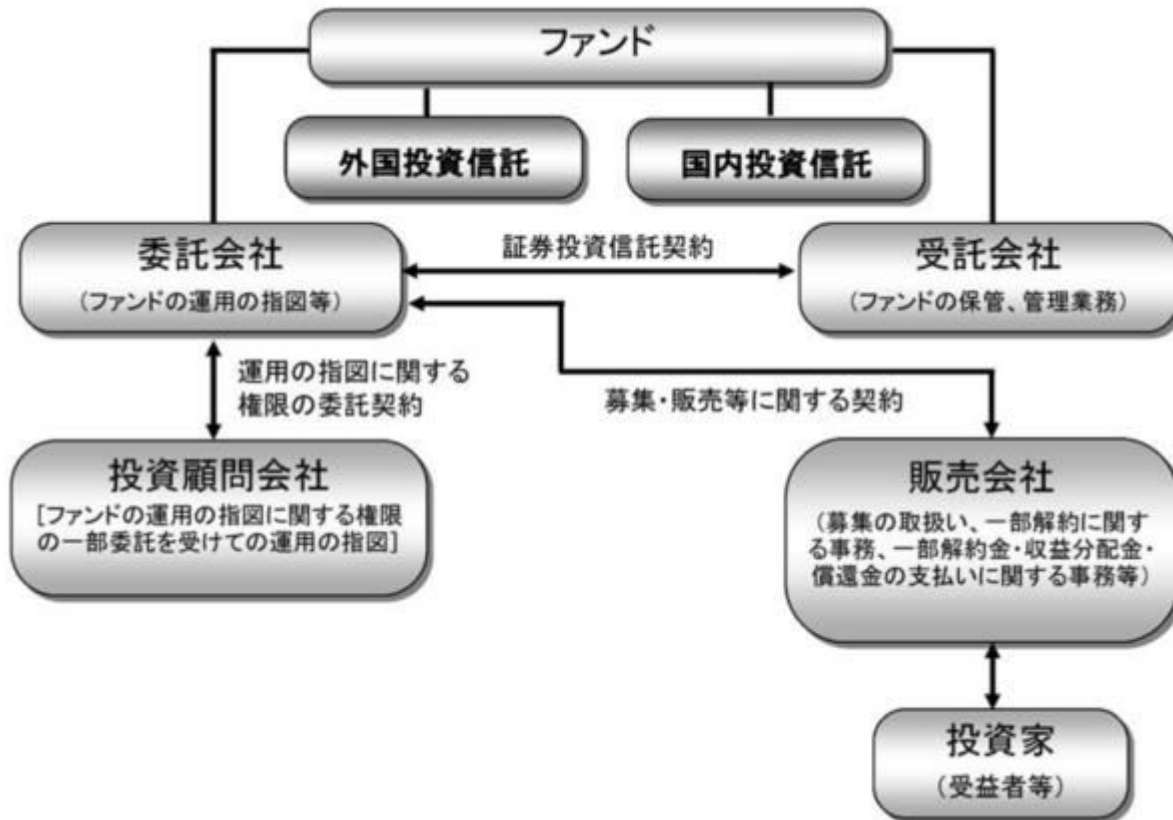 ファンド
外国投資信託
国内投資信託
委託会社
(ファンドの運用の指図等)
証券投資信託契約
受託会社
(ファンドの保管、管理業務)
運用の指図に関する
権限の委託契約
募集・販売等に関する契約
投資顧問会社
[ファンドの運用の指図に関する権限
の一部委託を受けての運用の指図]
販売会社
(募集の取扱い、一部解約に関す
る事務、一部解約金・収益分配金・
償還金の支払いに関する事務等)
投資家
(受益者等)